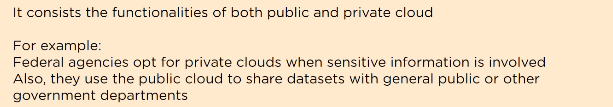 It consists the functionalities of both public and private cloud
For example:
Federal agencies opt for private clouds when sensitive information is involved
Also, they use the public cloud to share datasets with general public or other
government departments